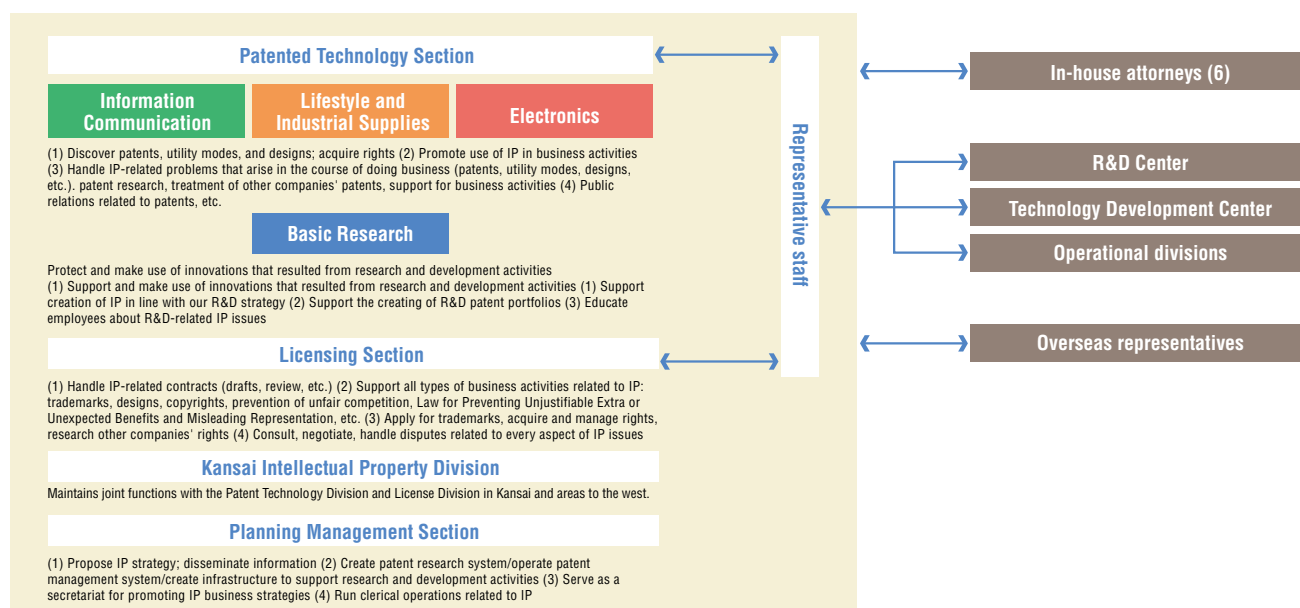 Patented Technology Section
Information
Communication
Lifestyle and
Industrial Supplies
Electronics
(1) Discover patents, utility modes, and designs; acquire rights (2) Promote use of IP in business activities
(3) Handle IP-related problems that arise in the course of doing business (patents, utility modes, designs,
etc.). patent research, treatment of other companies' patents, support for business activities (4) Public
relations related to patents, etc.
Basic Research
Protect and make use of innovations that resulted from research and development activities
(1) Support and make use of innovations that resulted from research and development activities (1) Support
creation of IP in line with our R&D strategy (2) Support the creating of R&D patent portfolios (3) Educate
employees about R&D-related IP issues
Licensing Section
(1) Handle IP-related contracts (drafts, review, etc.) (2) Support all types of business activities related to IP:
trademarks, designs, copyrights, prevention of unfair competition, Law for Preventing Unjustifiable Extra or
Unexpected Benefits and Misleading Representation, etc. (3) Apply for trademarks, acquire and manage rights,
research other companies' rights (4) Consult, negotiate, handle disputes related to every aspect of IP issues
Kansai Intellectual Property Division
Maintains joint functions with the Patent Technology Division and License Division in Kansai and areas to the west.
Planning Management Section
(1) Propose IP strategy; disseminate information (2) Create patent research system/operate patent
management system/create infrastructure to support research and development activities (3) Serve as a
secretariat for promoting IP business strategies (4) Run clerical operations related to IP
Representative staff
In-house attorneys (6)
R&D Center
Technology Development Center
Operational divisions
Overseas representatives